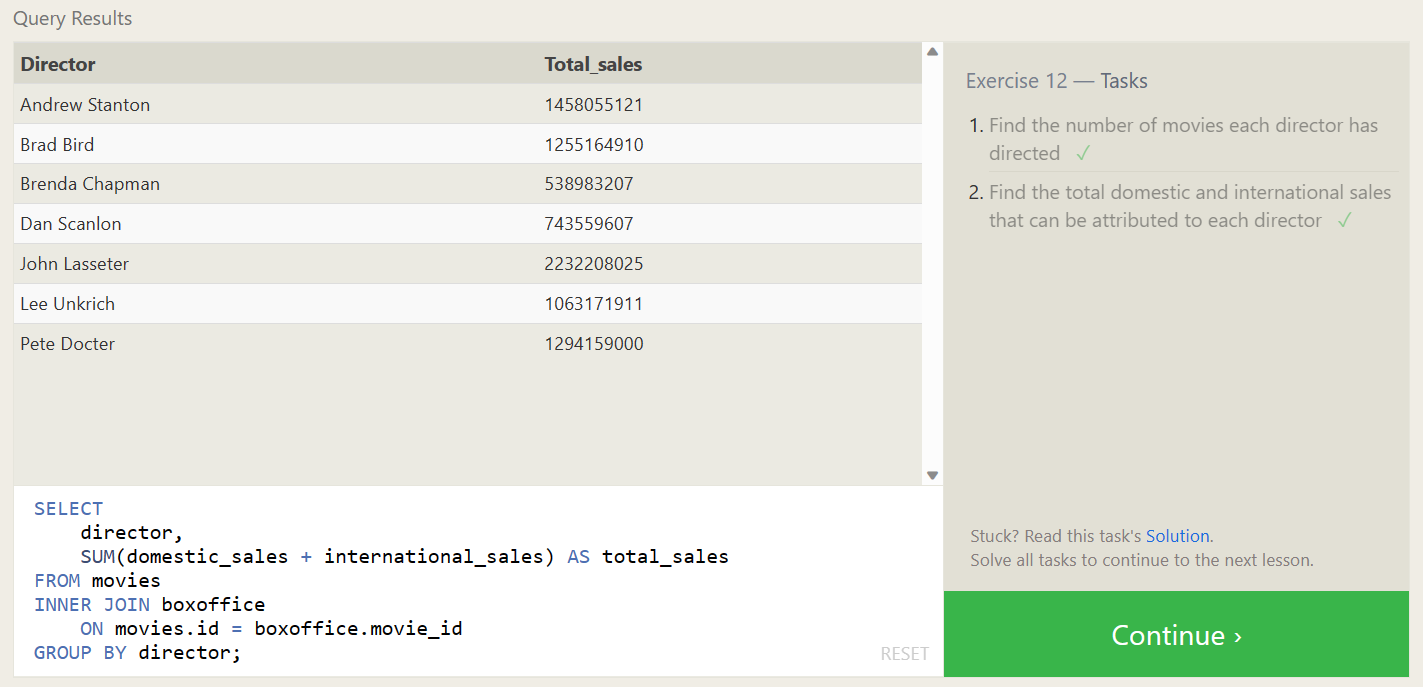 Query Results
Director Total_sales
Andrew Stanton 1458055121
Brad Bird 1255164910
Brenda Chapman 538983207
Dan Scanlon 743559607
John Lasseter 2232208025
Lee Unkrich 1063171911
Pete Docter 1294159000
SELECT
    director,
    SUM(domestic_sales + international_sales) AS total_sales
FROM movies
INNER JOIN boxoffice
    ON movies.id = boxoffice.movie_id
GROUP BY director;
RESET
Exercise 12 — Tasks
1. Find the number of movies each director has
directed ✓
2. Find the total domestic and international sales
that can be attributed to each director ✓
Stuck? Read this task's Solution.
Solve all tasks to continue to the next lesson.
Continue ›